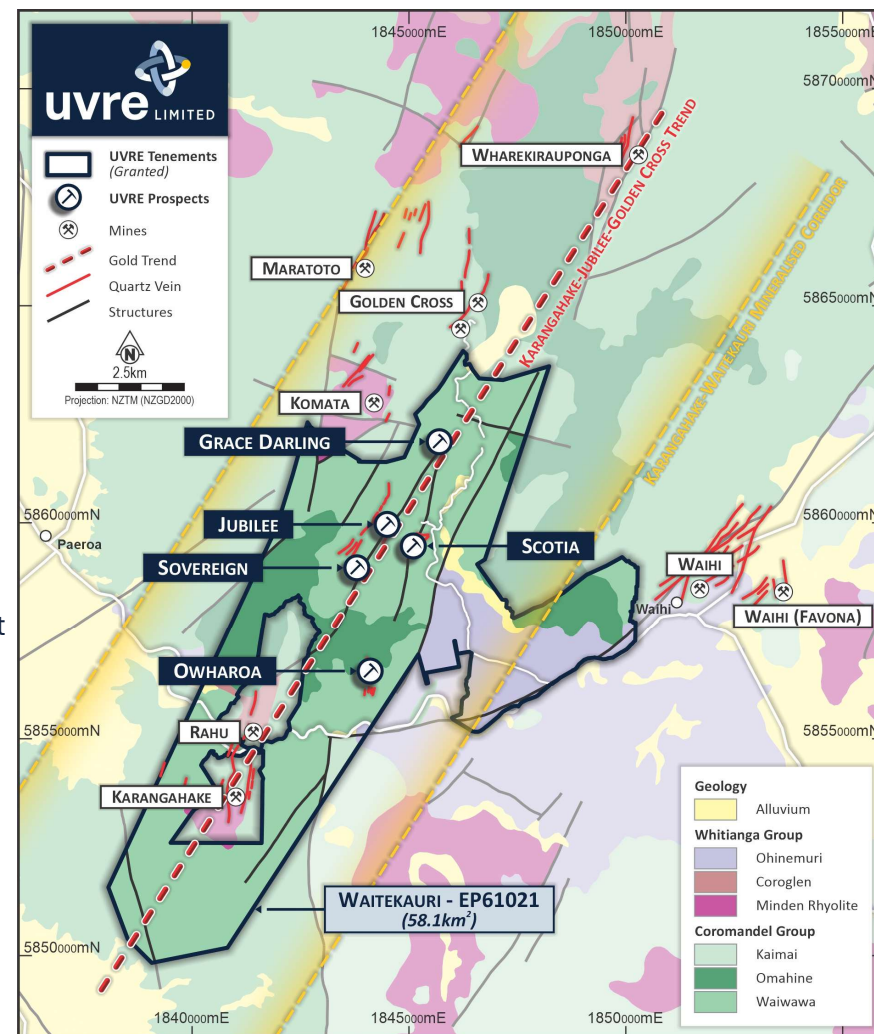 uvre
LIMITED
UVRE Tenements
(Granted)
UVRE Prospects
Mines
Gold Trend
Quartz Vein
Structures
N
2.5km
Projection: NZTM (NZGD2000)
1845000mE
1850000mE
1855000mE
5870000mN
WHAREKIRAUPONGA
KARANGAHAKE-JUBILEE-GOLDEN CROSS TREND
KARANGAHAKE-WAITEKAURI MINERALISED CORRIDOR
MARATOTO
GOLDEN CROSS
5865000mN
KOMATA
GRACE DARLING
5860000mN
Paeroa
JUBILEE
SCOTIA
SOVEREIGN
WAIHI
Waihi
WAIHI (FAVONA)
OWHAROA
RAHU
5855000mN
5855000mN
KARANGAHAKE
WAITEKAURI - EP61021
(58.1km²)
5850000mN
1840000mE
1845000mE
1850000mE
Geology
Alluvium
Whitianga Group
Ohinemuri
Coroglen
Minden Rhyolite
Coromandel Group
Kaimai
Omahine
Waiwawa